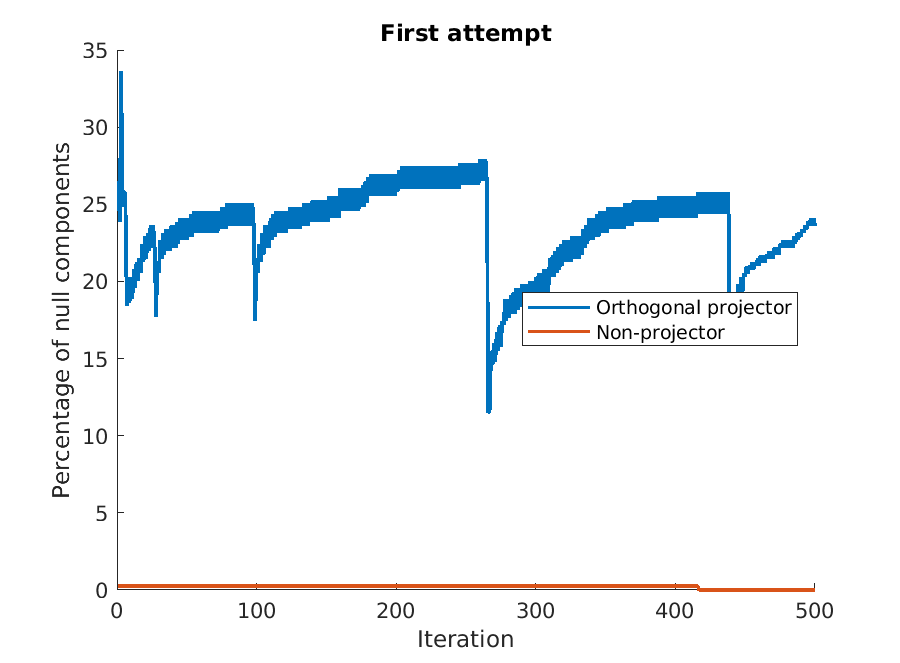 First attempt
35
30
25
20
15
10
5
0
Percentage of null components
Orthogonal projector
Non-projector
0 100 200 300 400 500
Iteration